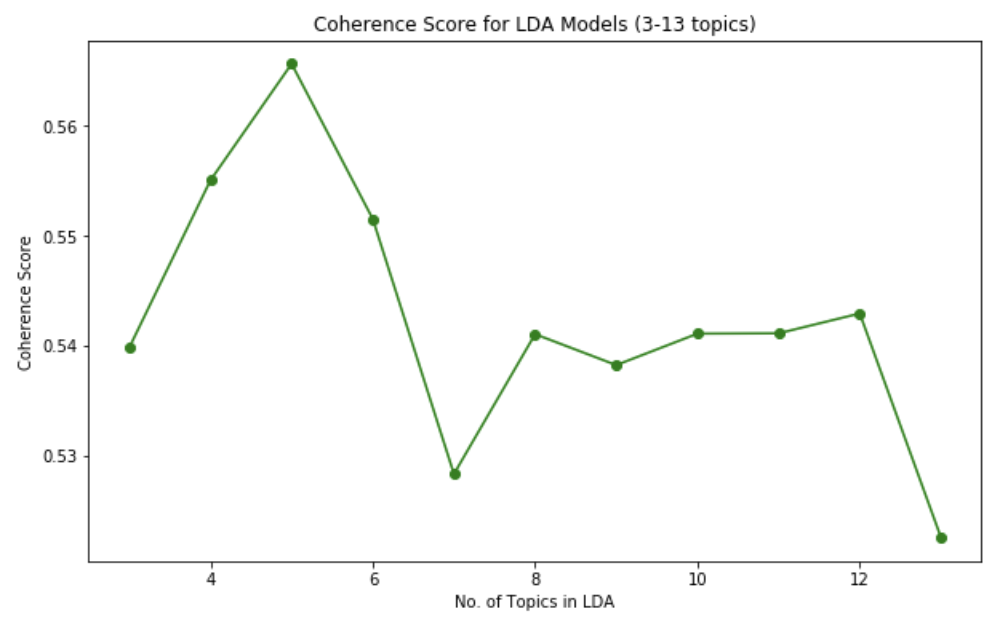 Coherence Score for LDA Models (3-13 topics)
Coherence Score
0.56
0.55
0.54
0.53
4 6 8 10 12
No. of Topics in LDA